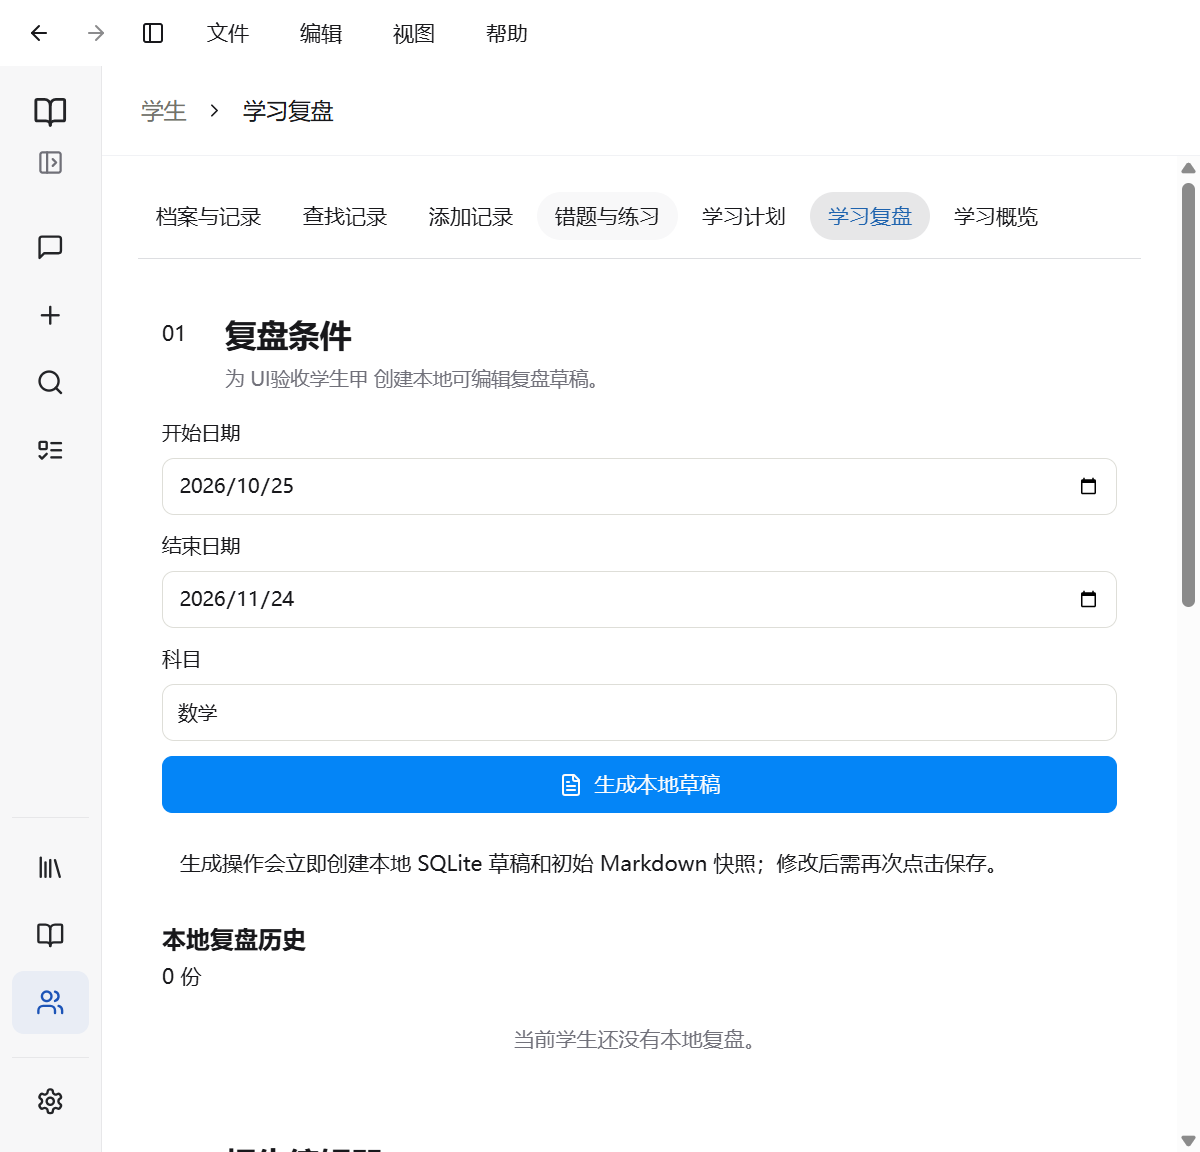 文件 编辑 视图 帮助
学生 > 学习复盘
档案与记录 查找记录 添加记录 错题与练习 学习计划 学习复盘 学习概览
01 复盘条件
为 UI验收学生甲 创建本地可编辑复盘草稿。
开始日期
2026/10/25
结束日期
2026/11/24
科目
数学
生成本地草稿
生成操作会立即创建本地 SQLite 草稿和初始 Markdown 快照；修改后需再次点击保存。
本地复盘历史
0 份
当前学生还没有本地复盘。